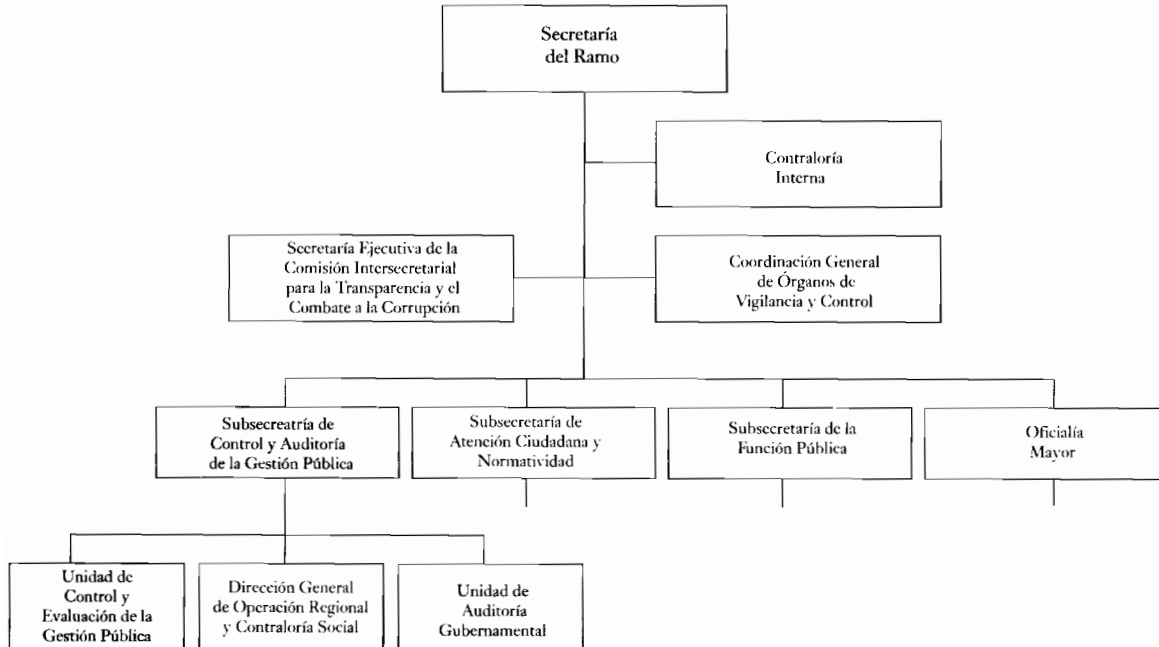 Secretaría
del Ramo
Contraloría
Interna
Secretaría Ejecutiva de la
Comisión Intersecretarial
para la Transparencia y el
Combate a la Corrupción
Coordinación General
de Órganos de
Vigilancia y Control
Subsecreatría de
Control y Auditoría
de la Gestión Pública
Subsecretaría de
Atención Ciudadana y
Normatividad
Subsecretaría de la
Función Pública
Oficialía
Mayor
Unidad de
Control y
Evaluación de la
Gestión Pública
Dirección General
de Operación Regional
y Contraloría Social
Unidad de
Auditoría
Gubernamental